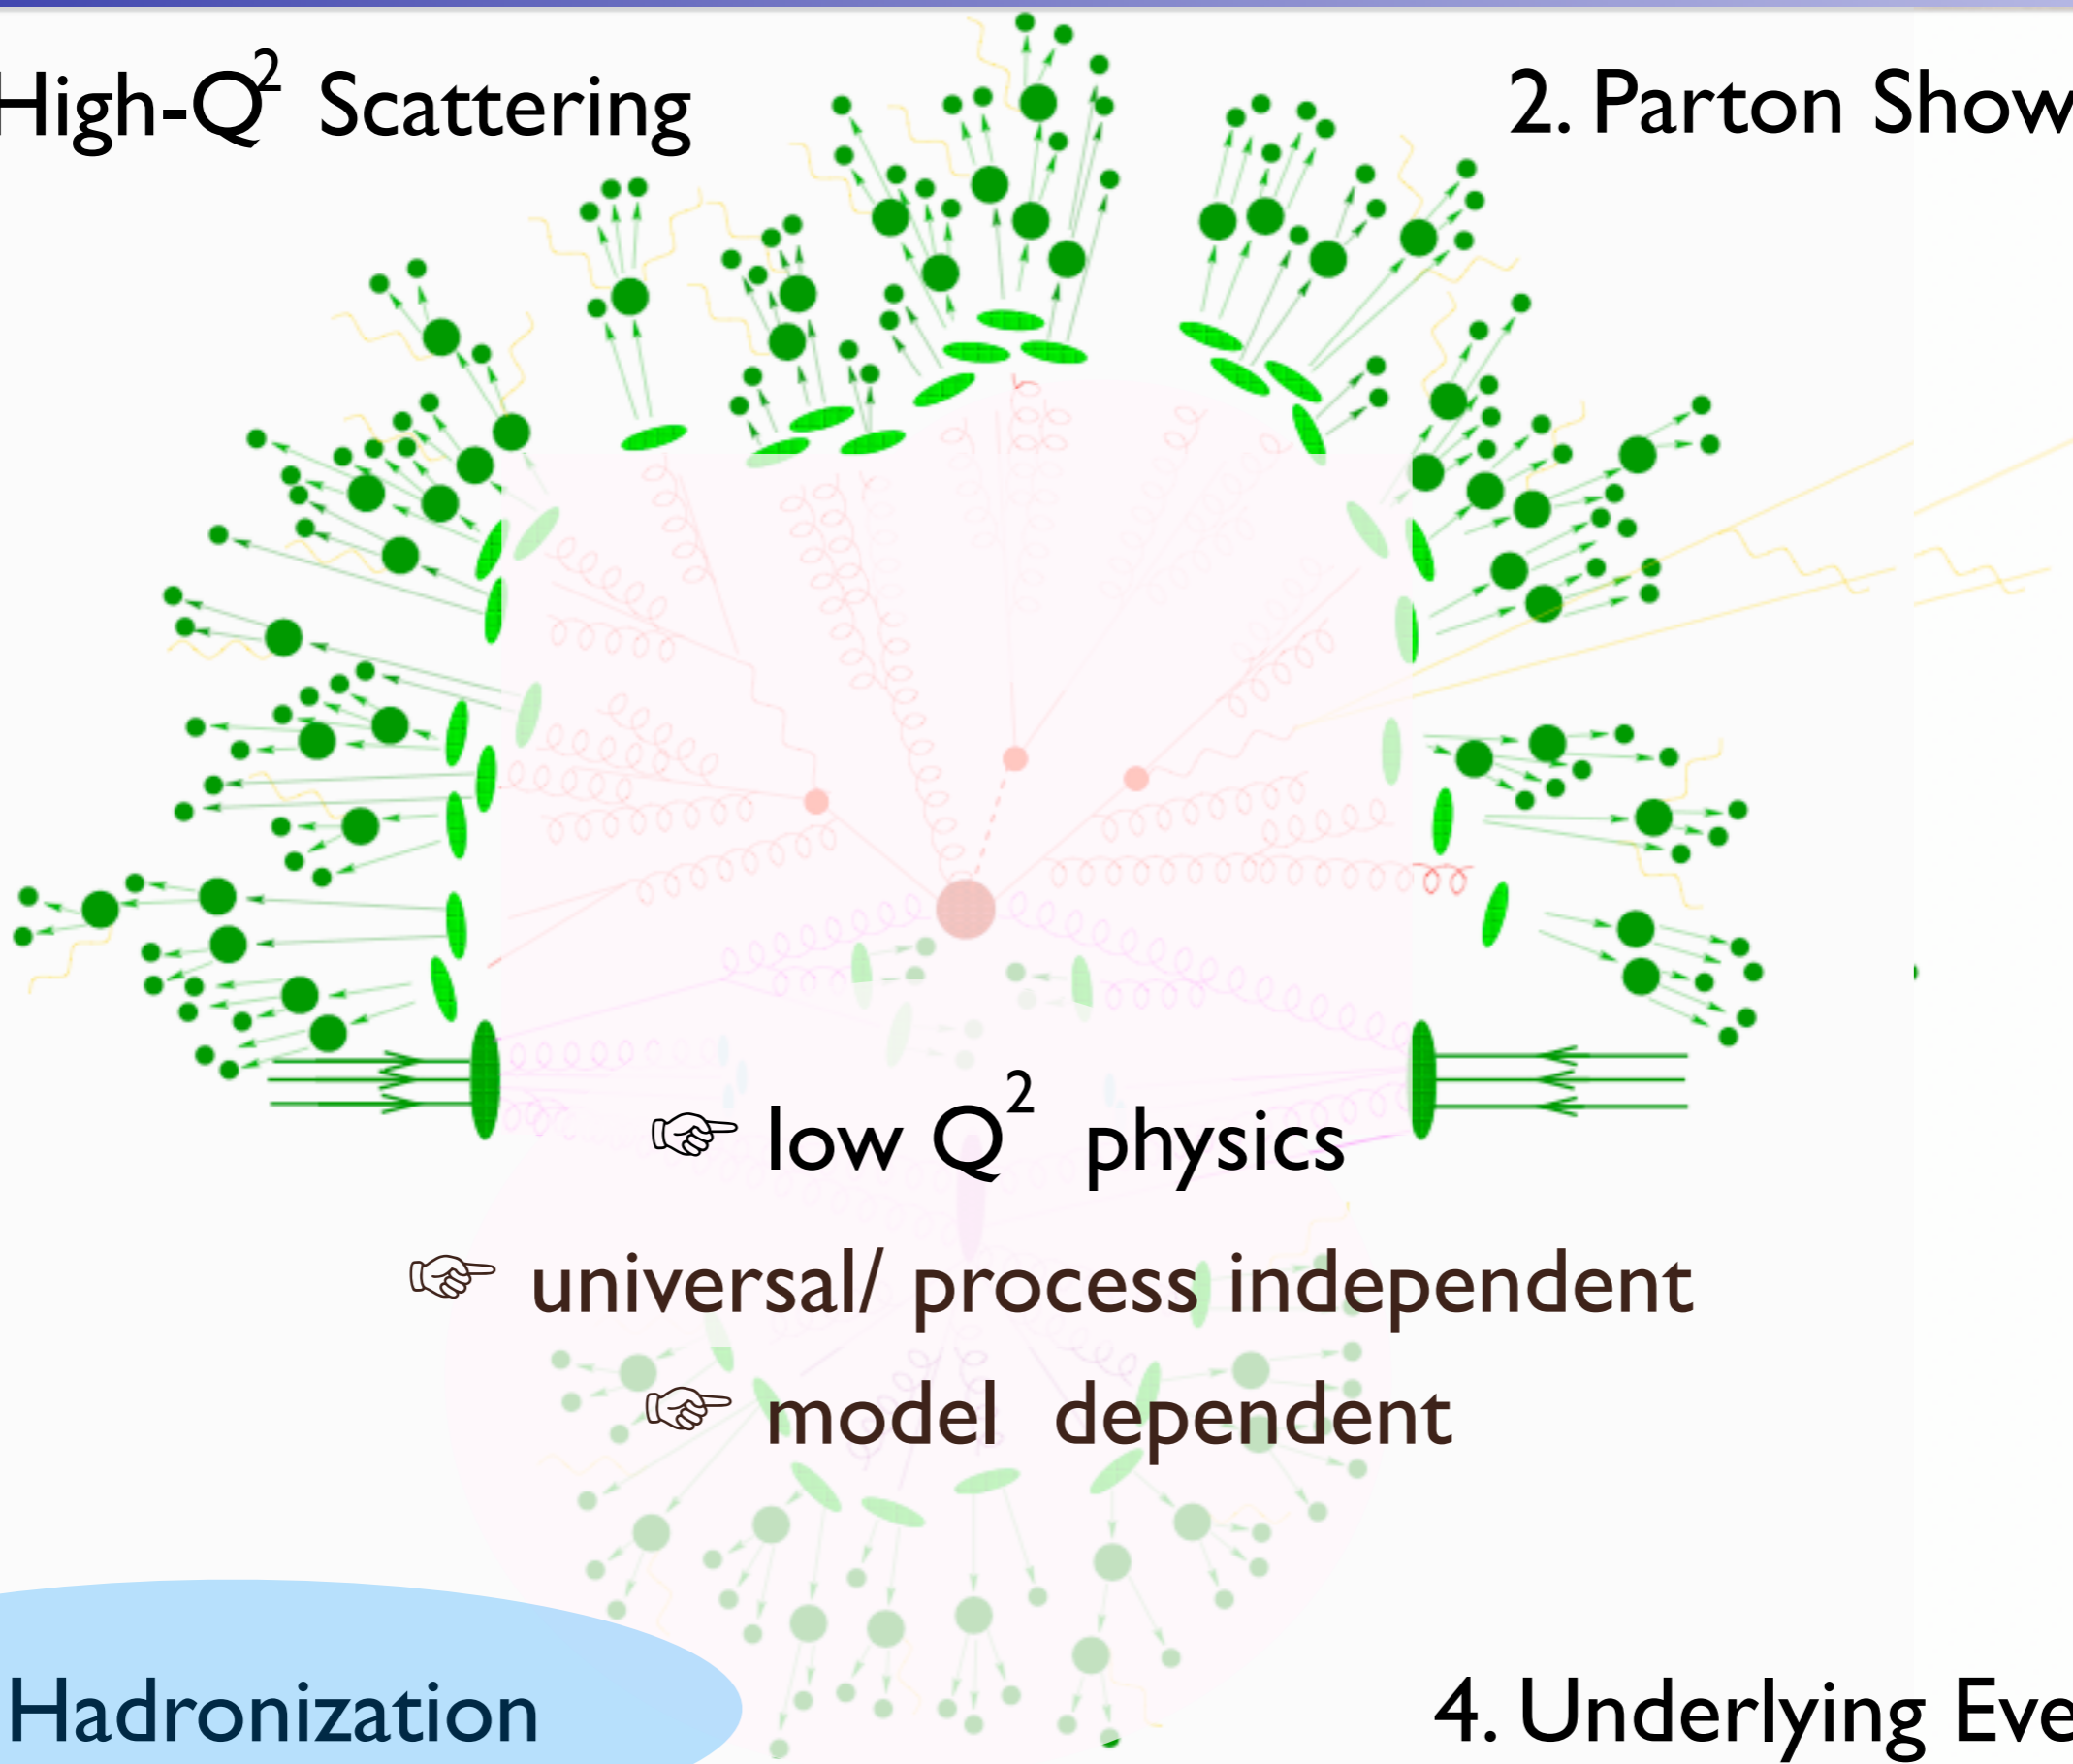 High-Q² Scattering
2. Parton Show
☞ low Q² physics
☞ universal/ process independent
☞ model dependent
Hadronization
4. Underlying Eve